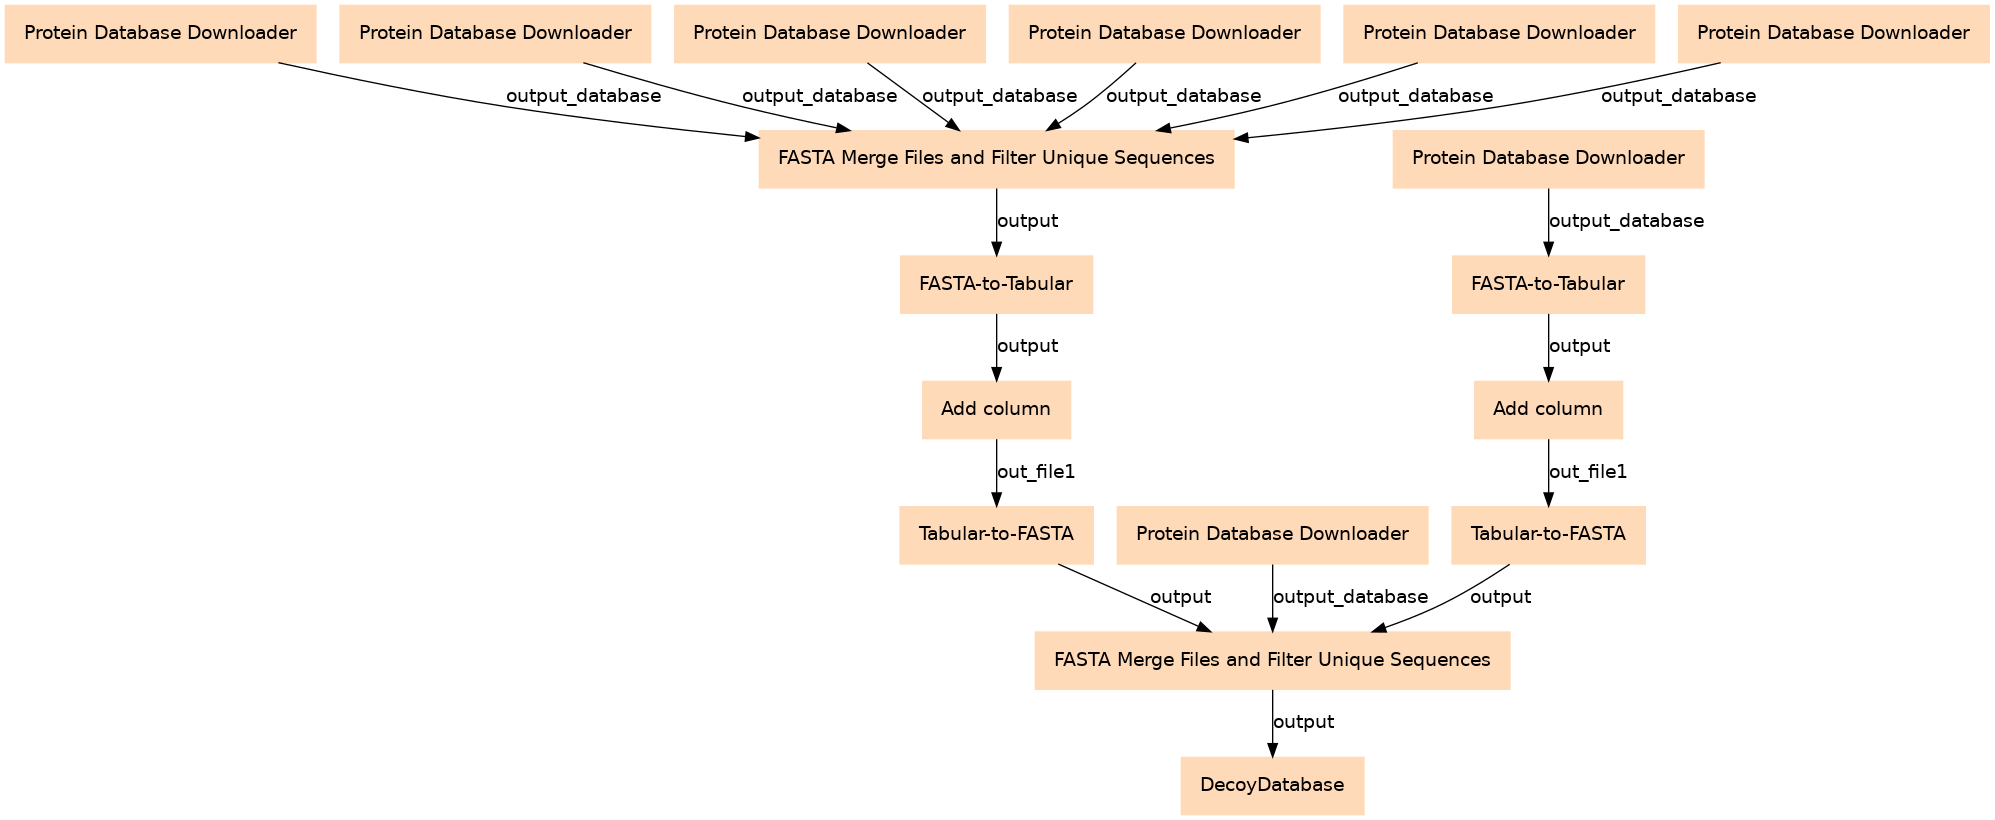 Protein Database Downloader
Protein Database Downloader
Protein Database Downloader
Protein Database Downloader
Protein Database Downloader
Protein Database Downloader
output_database
output_database
output_database
output_database
output_database
output_database
FASTA Merge Files and Filter Unique Sequences
Protein Database Downloader
output
output_database
FASTA-to-Tabular
FASTA-to-Tabular
output
output
Add column
Add column
out_file1
out_file1
Tabular-to-FASTA
Protein Database Downloader
Tabular-to-FASTA
output
output_database
output
FASTA Merge Files and Filter Unique Sequences
output
DecoyDatabase